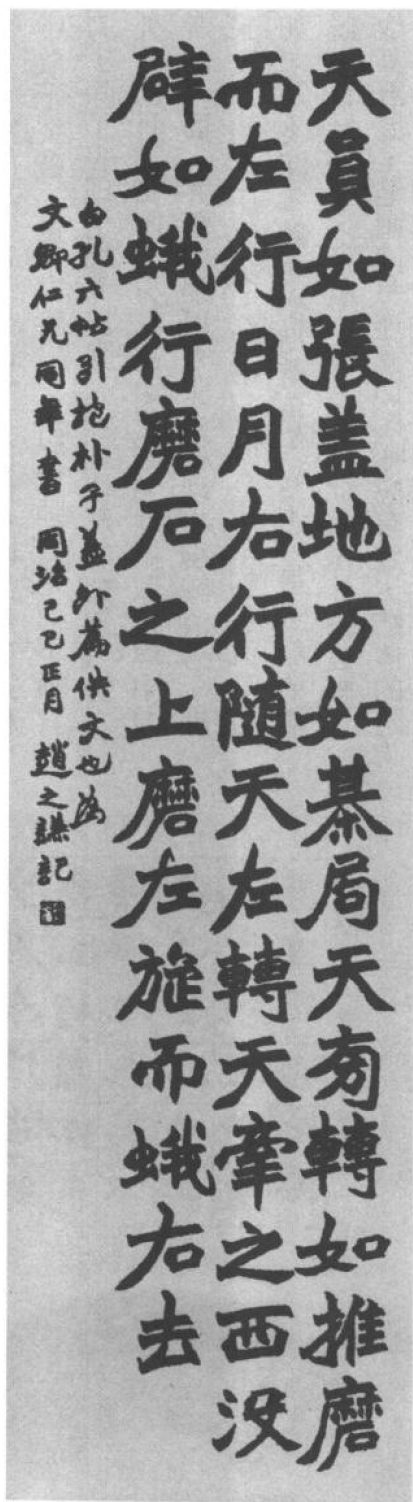 天員如張盖地方如棊局天旁轉如推磨
而左行日月右行隨天左轉天牽之西没
辟如蛾行磨石之上磨左旋而蛾右去
白孔六帖引抱朴子蓋外篇佚文也為
文卿仁兄同年書 同治己巳正月 趙之謙記